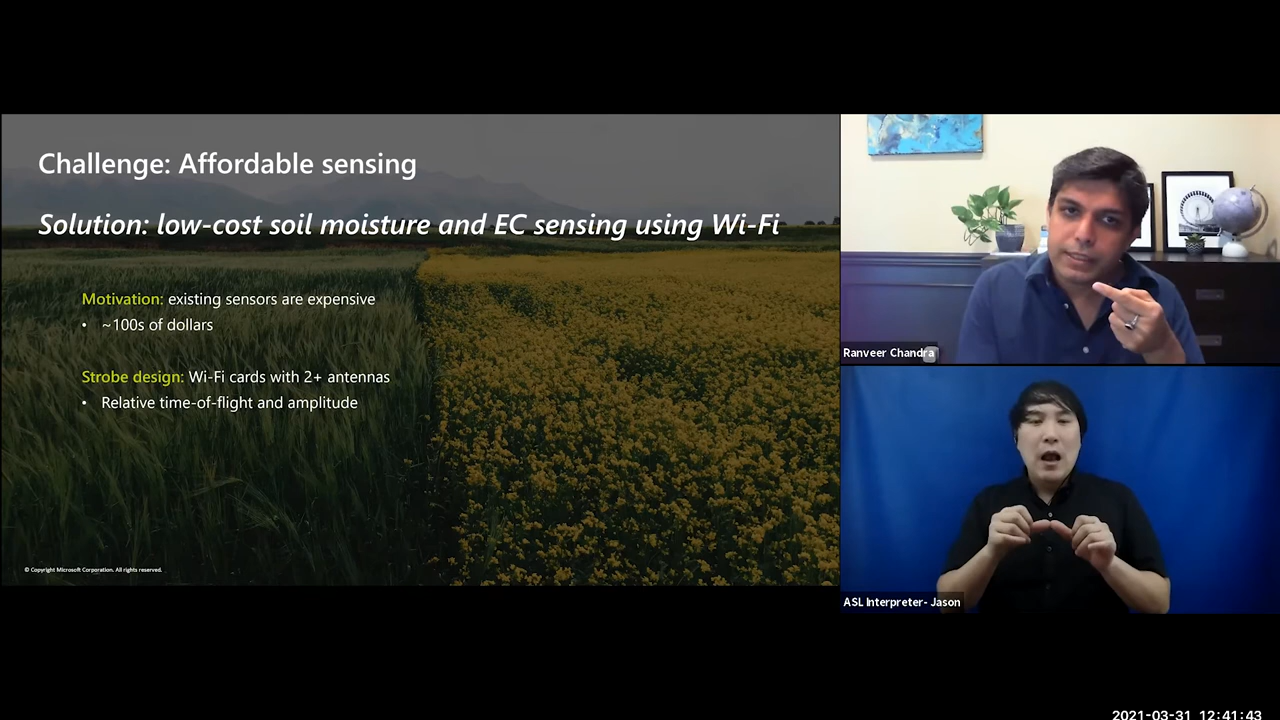 Challenge: Affordable sensing
Solution: low-cost soil moisture and EC sensing using Wi-Fi
Motivation: existing sensors are expensive
• ~100s of dollars
Strobe design: Wi-Fi cards with 2+ antennas
• Relative time-of-flight and amplitude
© Copyright Microsoft Corporation. All rights reserved.
Ranveer Chandra
ASL Interpreter- Jason
2021-03-31 12:41:43